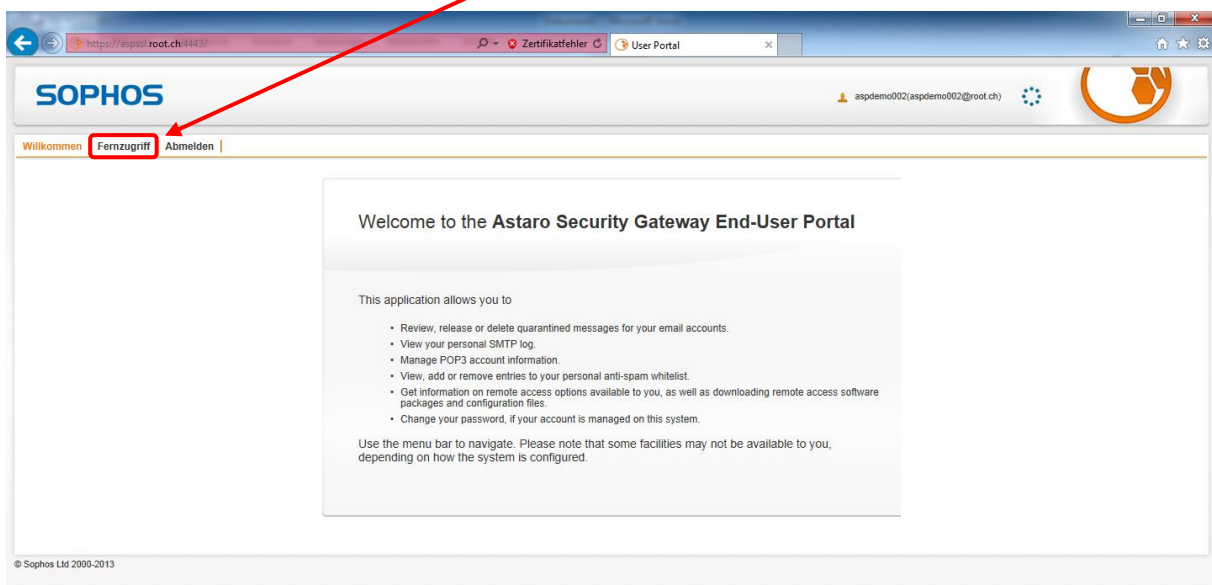 https://aspssl.root.ch:4443/
Zertifikatfehler
User Portal
SOPHOS
aspdemo002(aspdemo002@root.ch)
Willkommen Fernzugriff Abmelden
Welcome to the Astaro Security Gateway End-User Portal
This application allows you to
• Review, release or delete quarantined messages for your email accounts.
• View your personal SMTP log.
• Manage POP3 account information.
• View, add or remove entries to your personal anti-spam whitelist.
• Get information on remote access options available to you, as well as downloading remote access software
packages and configuration files.
• Change your password, if your account is managed on this system.
Use the menu bar to navigate. Please note that some facilities may not be available to you,
depending on how the system is configured.
© Sophos Ltd 2000-2013